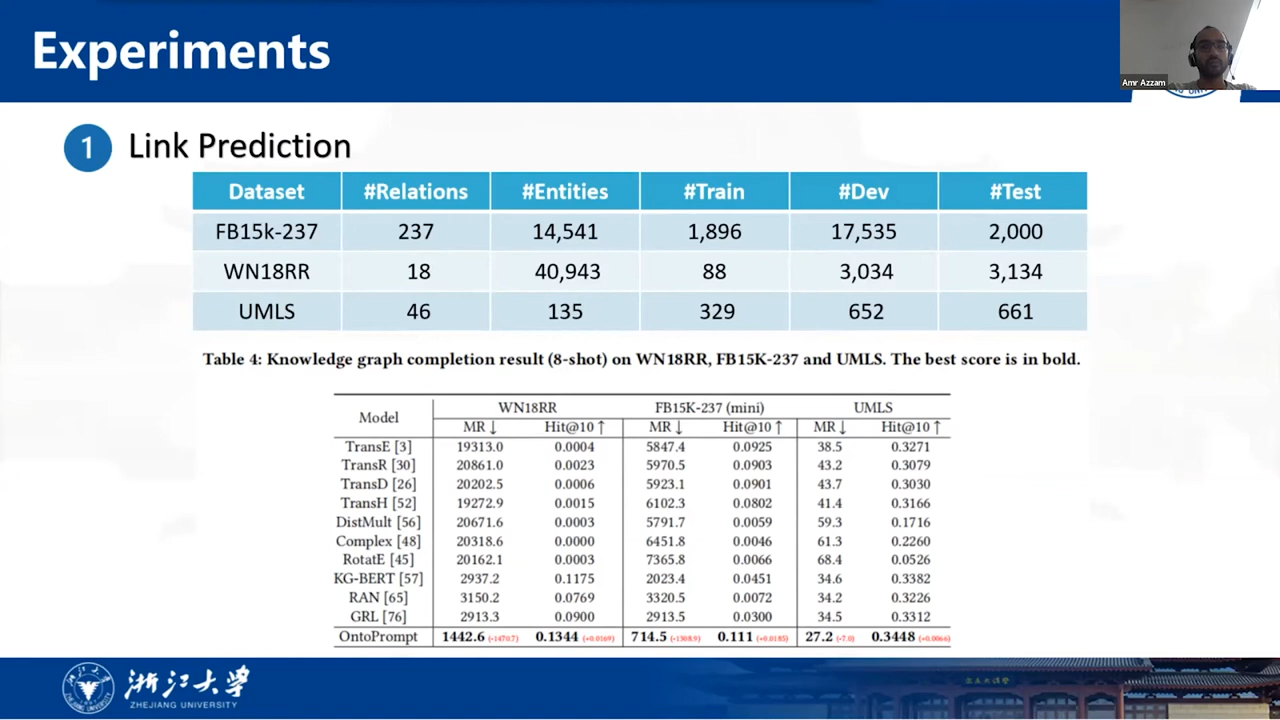 Experiments
Amr Azzam
1 Link Prediction
Dataset #Relations #Entities #Train #Dev #Test
FB15k-237 237 14,541 1,896 17,535 2,000
WN18RR 18 40,943 88 3,034 3,134
UMLS 46 135 329 652 661
Table 4: Knowledge graph completion result (8-shot) on WN18RR, FB15K-237 and UMLS. The best score is in bold.
Model WN18RR FB15K-237 (mini) UMLS
MR ↓ Hit@10 ↑ MR ↓ Hit@10 ↑ MR ↓ Hit@10 ↑
TransE [3] 19313.0 0.0004 5847.4 0.0925 38.5 0.3271
TransR [30] 20861.0 0.0023 5970.5 0.0903 43.2 0.3079
TransD [26] 20202.5 0.0006 5923.1 0.0901 43.7 0.3030
TransH [52] 19272.9 0.0015 6102.3 0.0802 41.4 0.3166
DistMult [56] 20671.6 0.0003 5791.7 0.0059 59.3 0.1716
Complex [48] 20318.6 0.0000 6451.8 0.0046 61.3 0.2260
RotatE [45] 20162.1 0.0003 7365.8 0.0066 68.4 0.0526
KG-BERT [57] 2937.2 0.1175 2023.4 0.0451 34.6 0.3382
RAN [65] 3150.2 0.0769 3320.5 0.0072 34.2 0.3226
GRL [76] 2913.3 0.0900 2913.5 0.0300 34.5 0.3312
OntoPrompt 1442.6 (-1470.7) 0.1344 (+0.0169) 714.5 (-1308.9) 0.111 (+0.0185) 27.2 (-7.0) 0.3448 (+0.0066)
浙江大学
ZHEJIANG UNIVERSITY